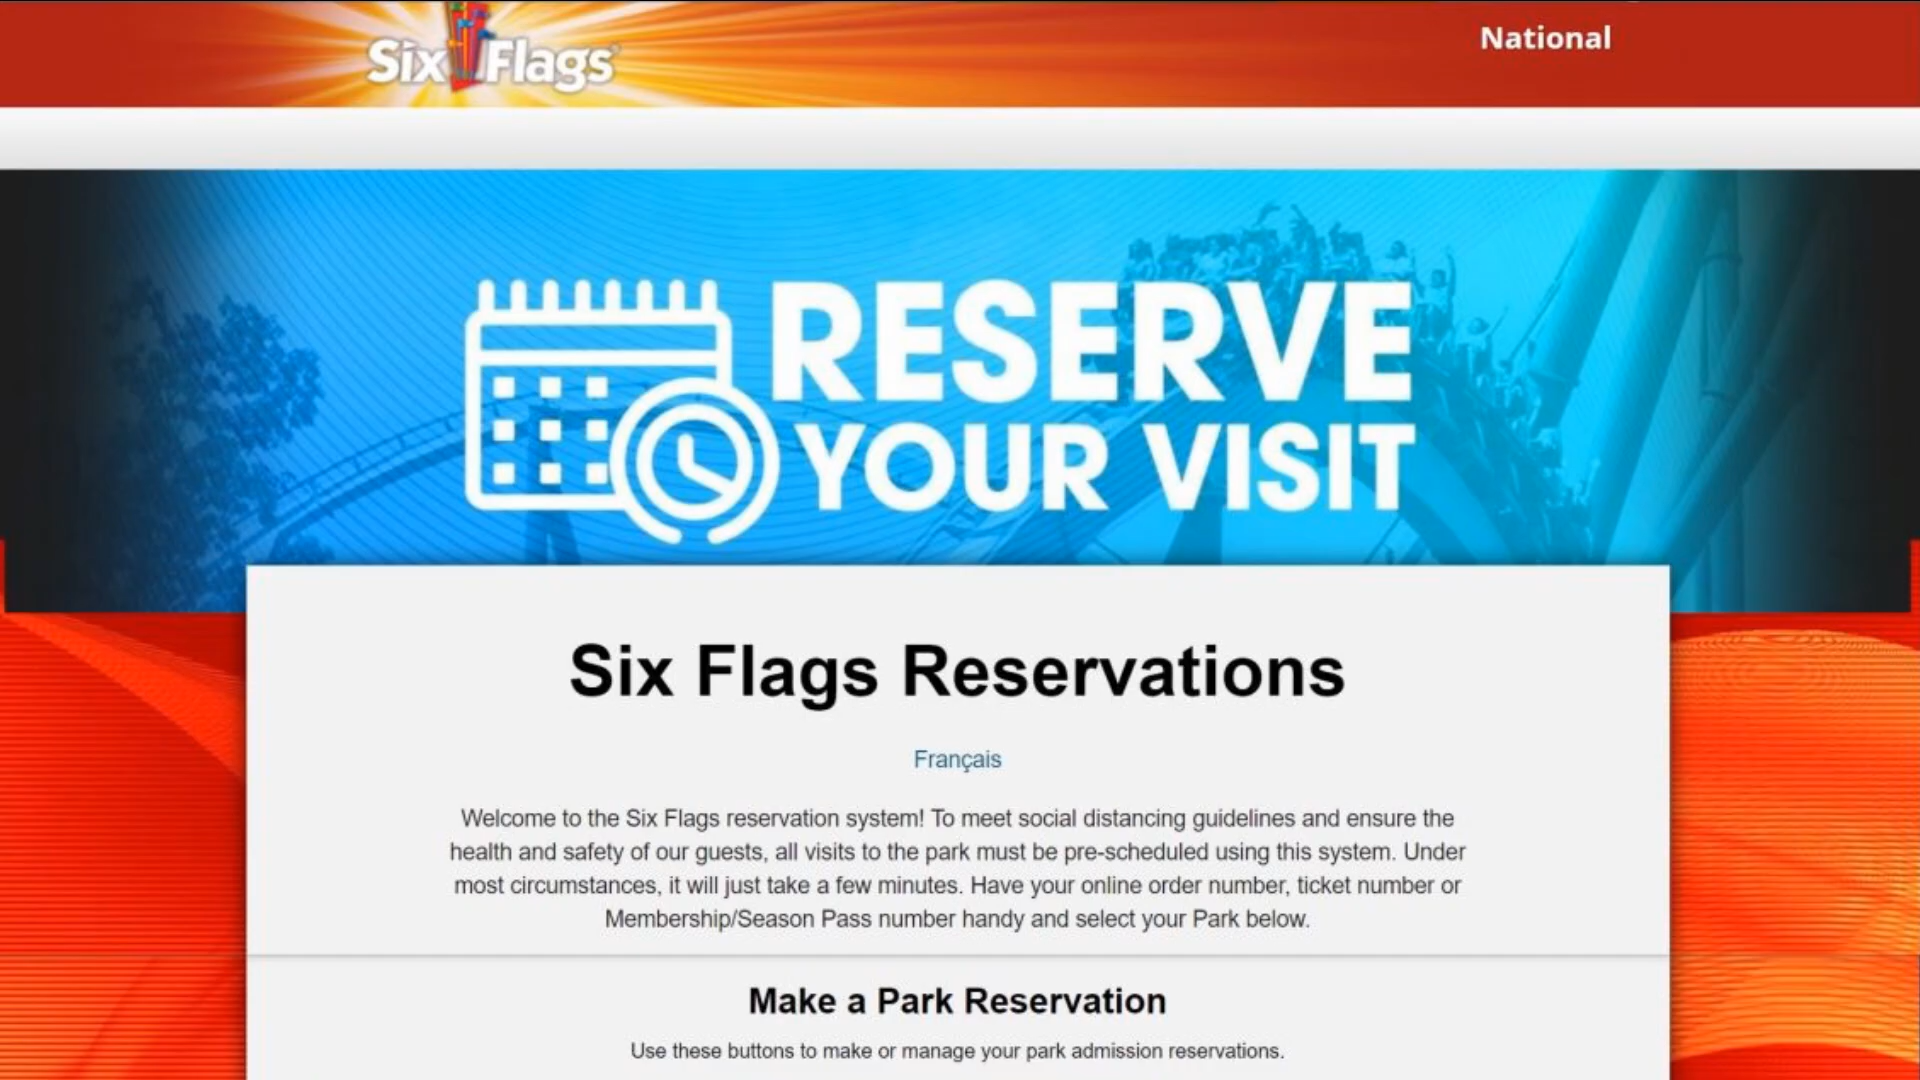 Six Flags
National
RESERVE
YOUR VISIT
Six Flags Reservations
Français
Welcome to the Six Flags reservation system! To meet social distancing guidelines and ensure the
health and safety of our guests, all visits to the park must be pre-scheduled using this system. Under
most circumstances, it will just take a few minutes. Have your online order number, ticket number or
Membership/Season Pass number handy and select your Park below.
Make a Park Reservation
Use these buttons to make or manage your park admission reservations.